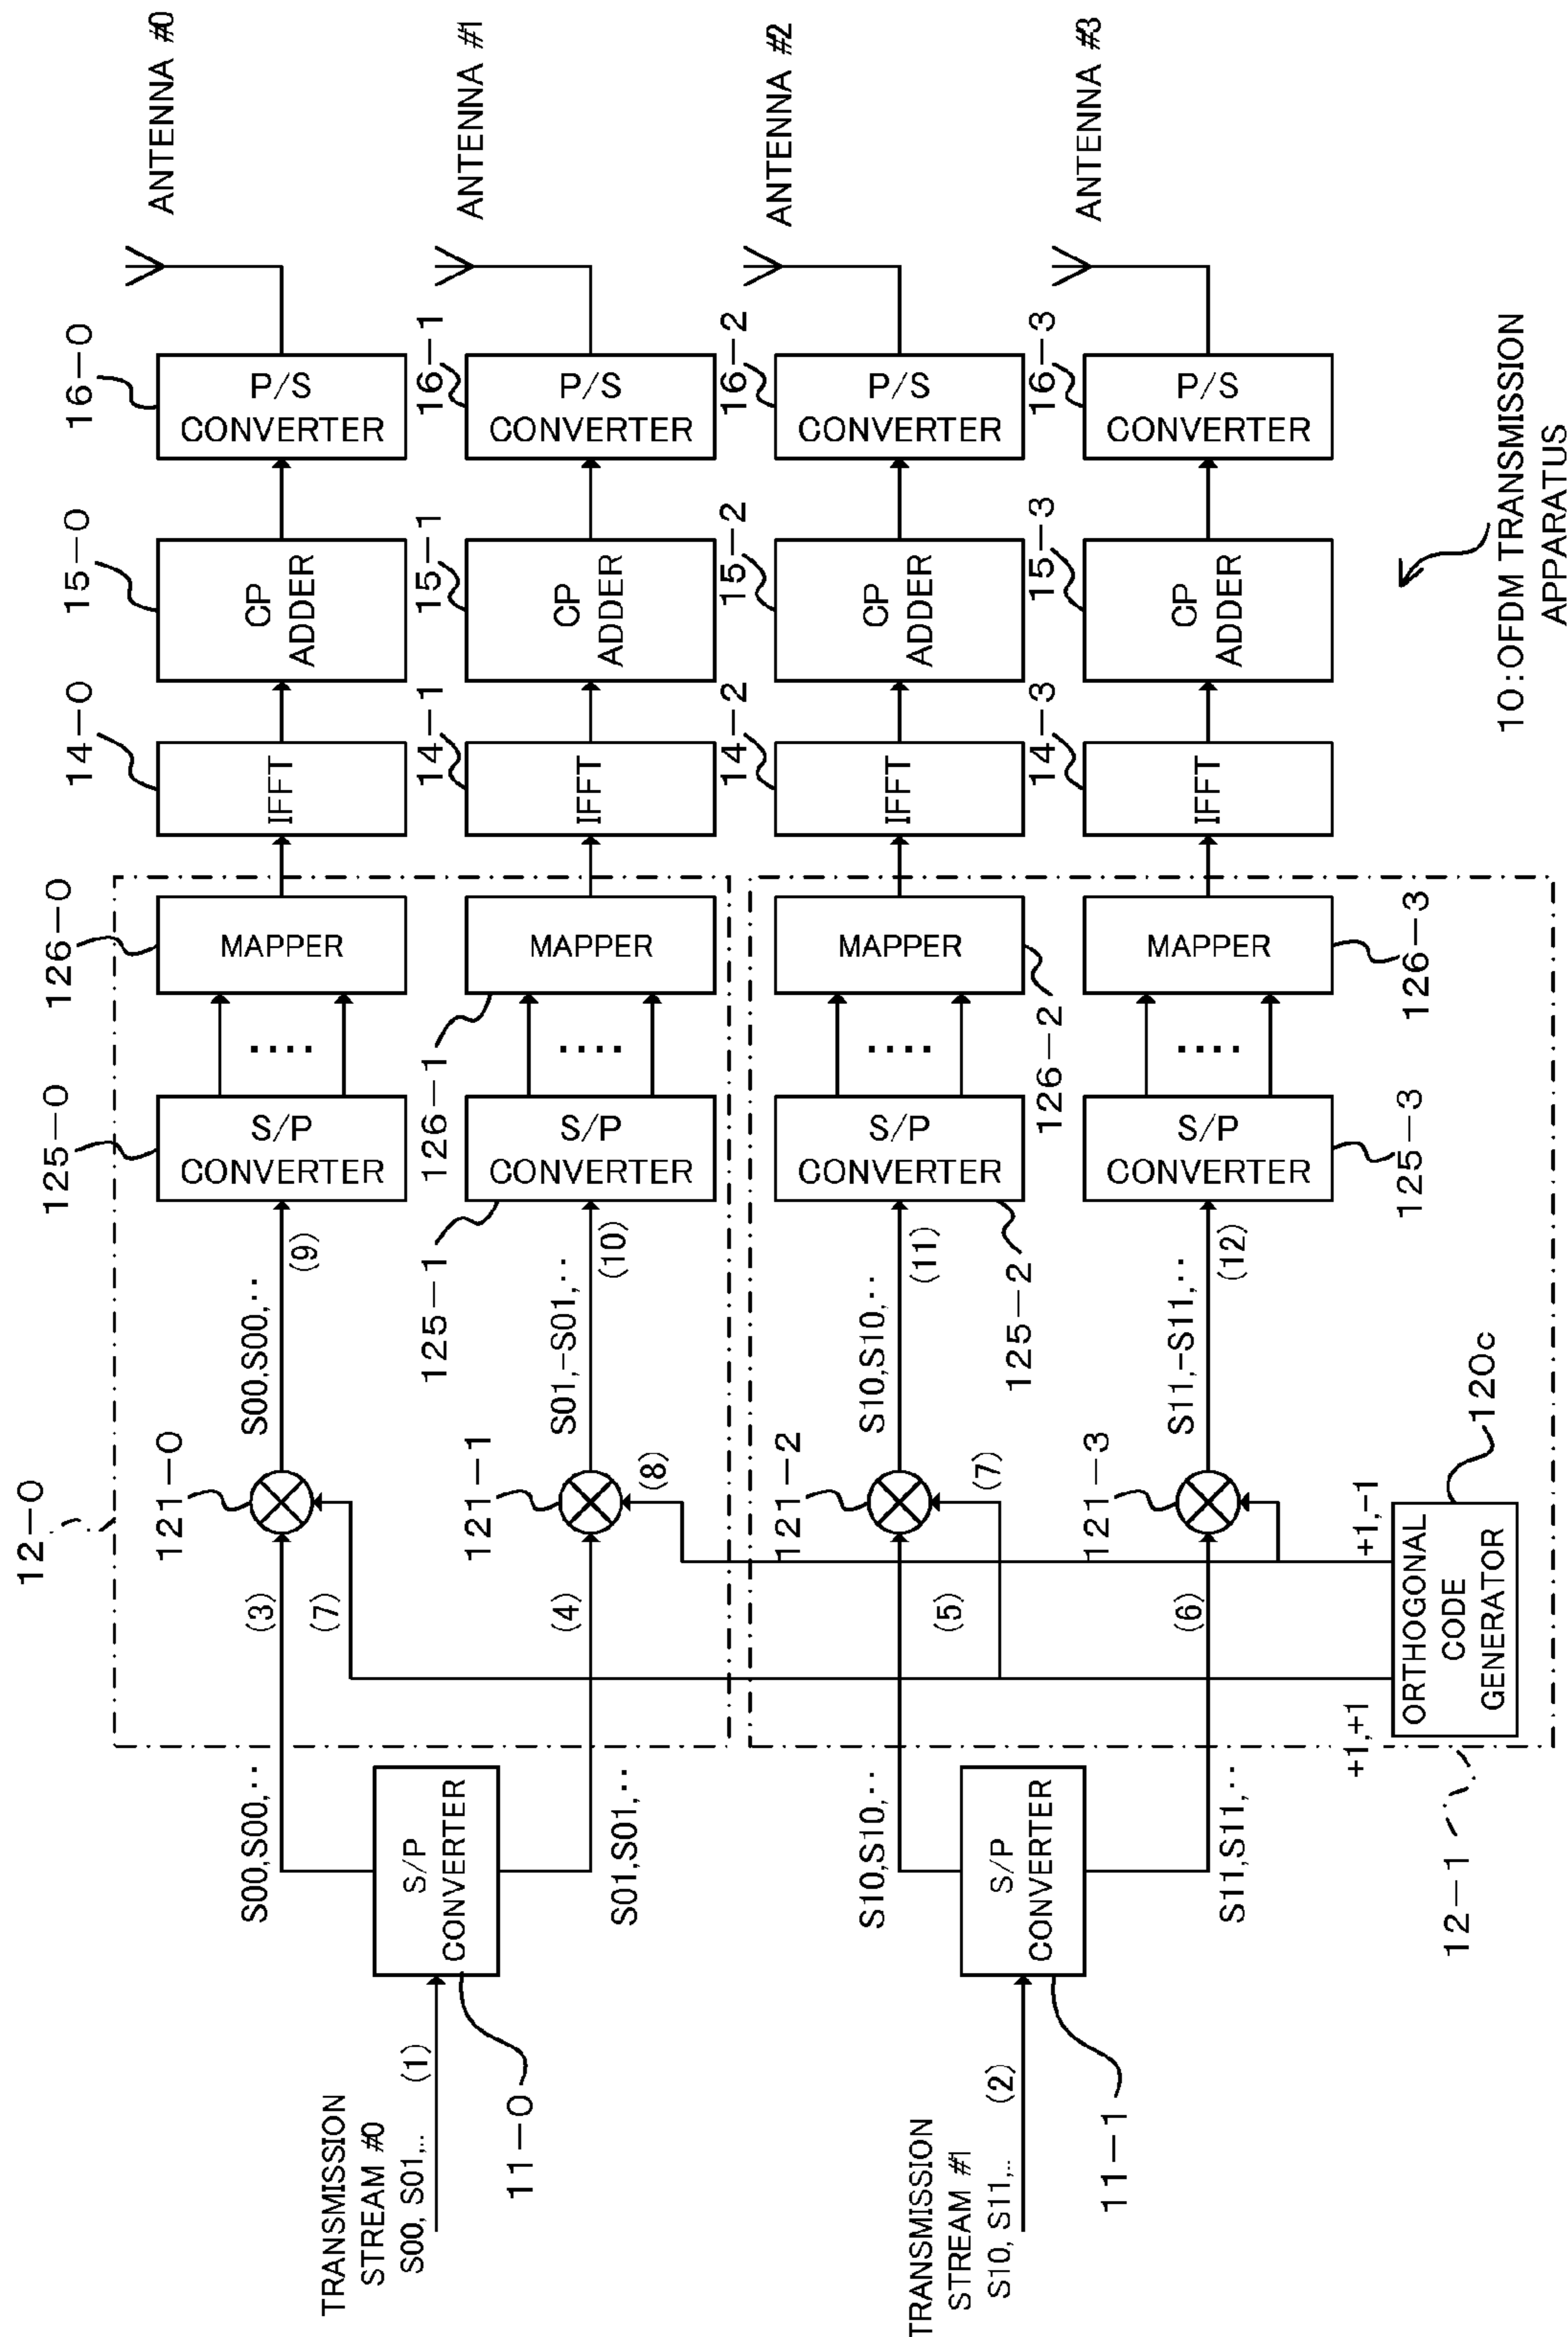 12-0
TRANSMISSION
STREAM #0
S00, S01,..
(1)
11-0
S/P
CONVERTER
S00,S00,··
S01,S01,··
(3)
(7)
(4)
121-0
121-1
(8)
S00,S00,··
(9)
S01,-S01,··
(10)
125-0
S/P
CONVERTER
125-1
S/P
CONVERTER
····
····
126-0
MAPPER
126-1
MAPPER
14-0
IFFT
14-1
IFFT
15-0
CP
ADDER
15-1
CP
ADDER
16-0
P/S
CONVERTER
16-1
P/S
CONVERTER
ANTENNA #0
ANTENNA #1
TRANSMISSION
STREAM #1
S10, S11,..
(2)
11-1
S/P
CONVERTER
S10,S10,··
S11,S11,··
(5)
(6)
121-2
(7)
121-3
S10,S10,··
(11)
S11,-S11,··
(12)
125-2
S/P
CONVERTER
125-3
S/P
CONVERTER
····
····
126-2
MAPPER
126-3
MAPPER
14-2
IFFT
14-3
IFFT
15-2
CP
ADDER
15-3
CP
ADDER
16-2
P/S
CONVERTER
16-3
P/S
CONVERTER
ANTENNA #2
ANTENNA #3
+1,+1
+1,-1
ORTHOGONAL
CODE
GENERATOR
120c
12-1
10:OFDM TRANSMISSION
APPARATUS